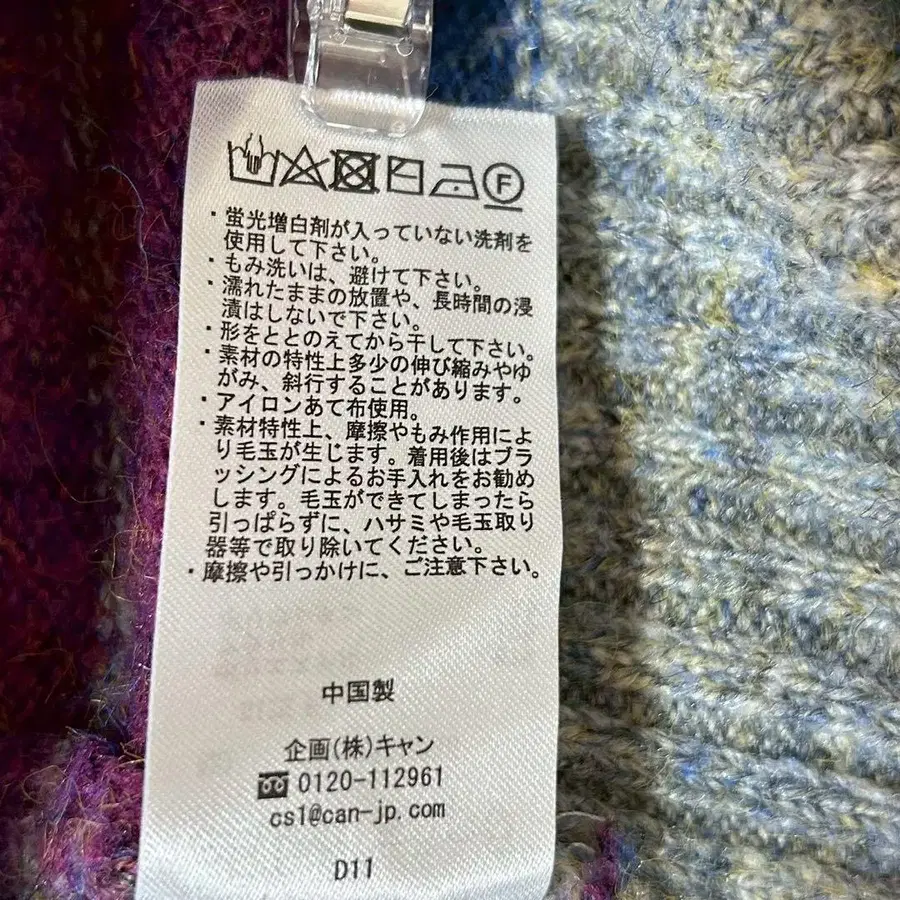 F
・蛍光増白剤が入っていない洗剤を
使用して下さい。
・もみ洗いは、避けて下さい。
・濡れたままの放置や、長時間の浸
漬はしないで下さい。
・形をととのえてから干して下さい。
・素材の特性上多少の伸び縮みやゆ
がみ、斜行することがあります。
・アイロンあて布使用。
・素材特性上、摩擦やもみ作用によ
り毛玉が生じます。着用後はブラ
ッシングによるお手入れをお勧め
します。毛玉ができてしまったら
引っぱらずに、ハサミや毛玉取り
器等で取り除いてください。
・摩擦や引っかけに、ご注意下さい。
中国製
企画(株)キャン
0120-112961
cs1@can-jp.com
D11